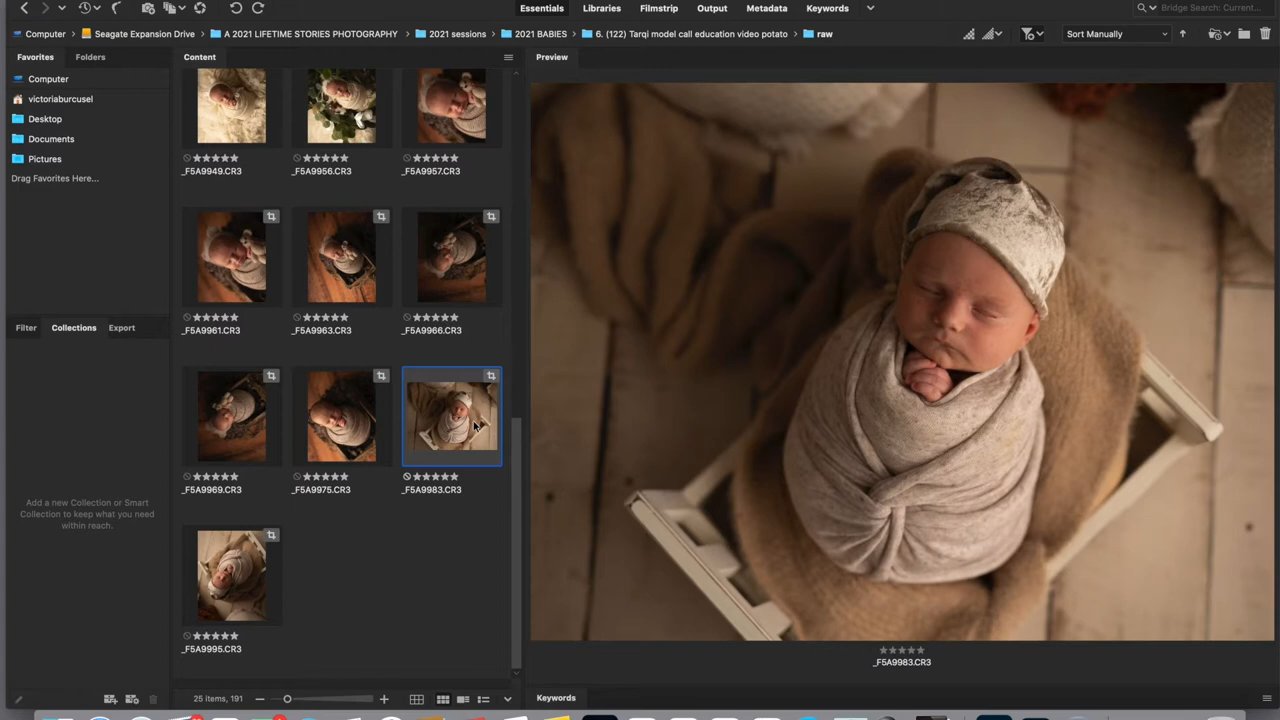 Essentials Libraries Filmstrip Output Metadata Keywords Bridge Search: Current...
Computer Seagate Expansion Drive A 2021 LIFETIME STORIES PHOTOGRAPHY 2021 sessions 2021 BABIES 6. (122) Tarqi model call education video potato raw Sort Manually
Favorites Folders
Computer
victoriaburcusel
Desktop
Documents
Pictures
Drag Favorites Here...
Filter Collections Export
Add a new Collection or Smart
Collection to keep what you need
within reach.
Content
_F5A9949.CR3 _F5A9956.CR3 _F5A9957.CR3
_F5A9961.CR3 _F5A9963.CR3 _F5A9966.CR3
_F5A9969.CR3 _F5A9975.CR3 _F5A9983.CR3
_F5A9995.CR3
25 items, 191
Preview
_F5A9983.CR3
Keywords